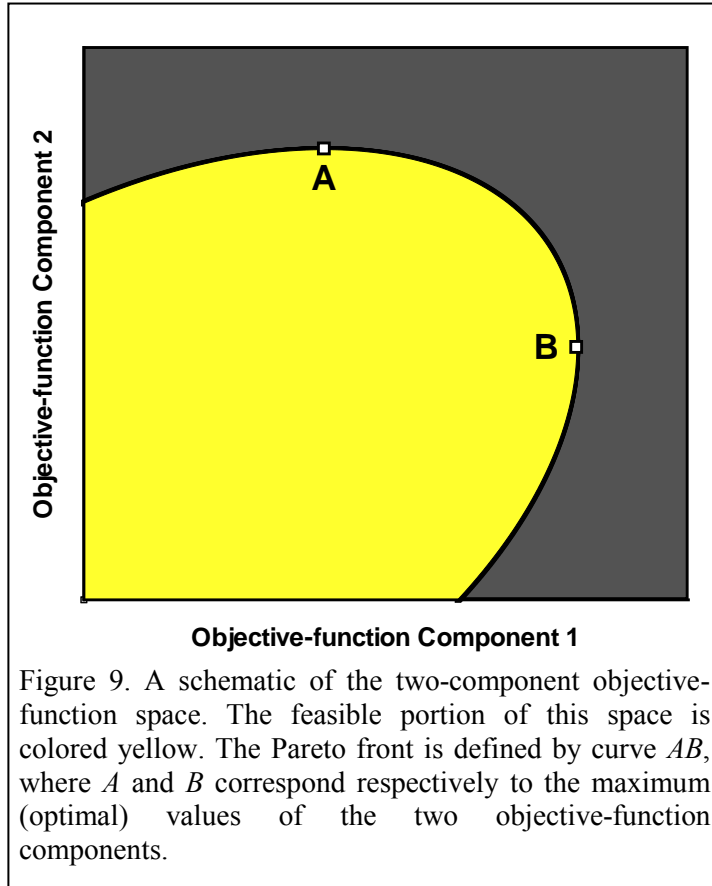 Objective-function Component 2
A
B
Objective-function Component 1
Figure 9. A schematic of the two-component objective-
function space. The feasible portion of this space is
colored yellow. The Pareto front is defined by curve AB,
where A and B correspond respectively to the maximum
(optimal) values of the two objective-function
components.